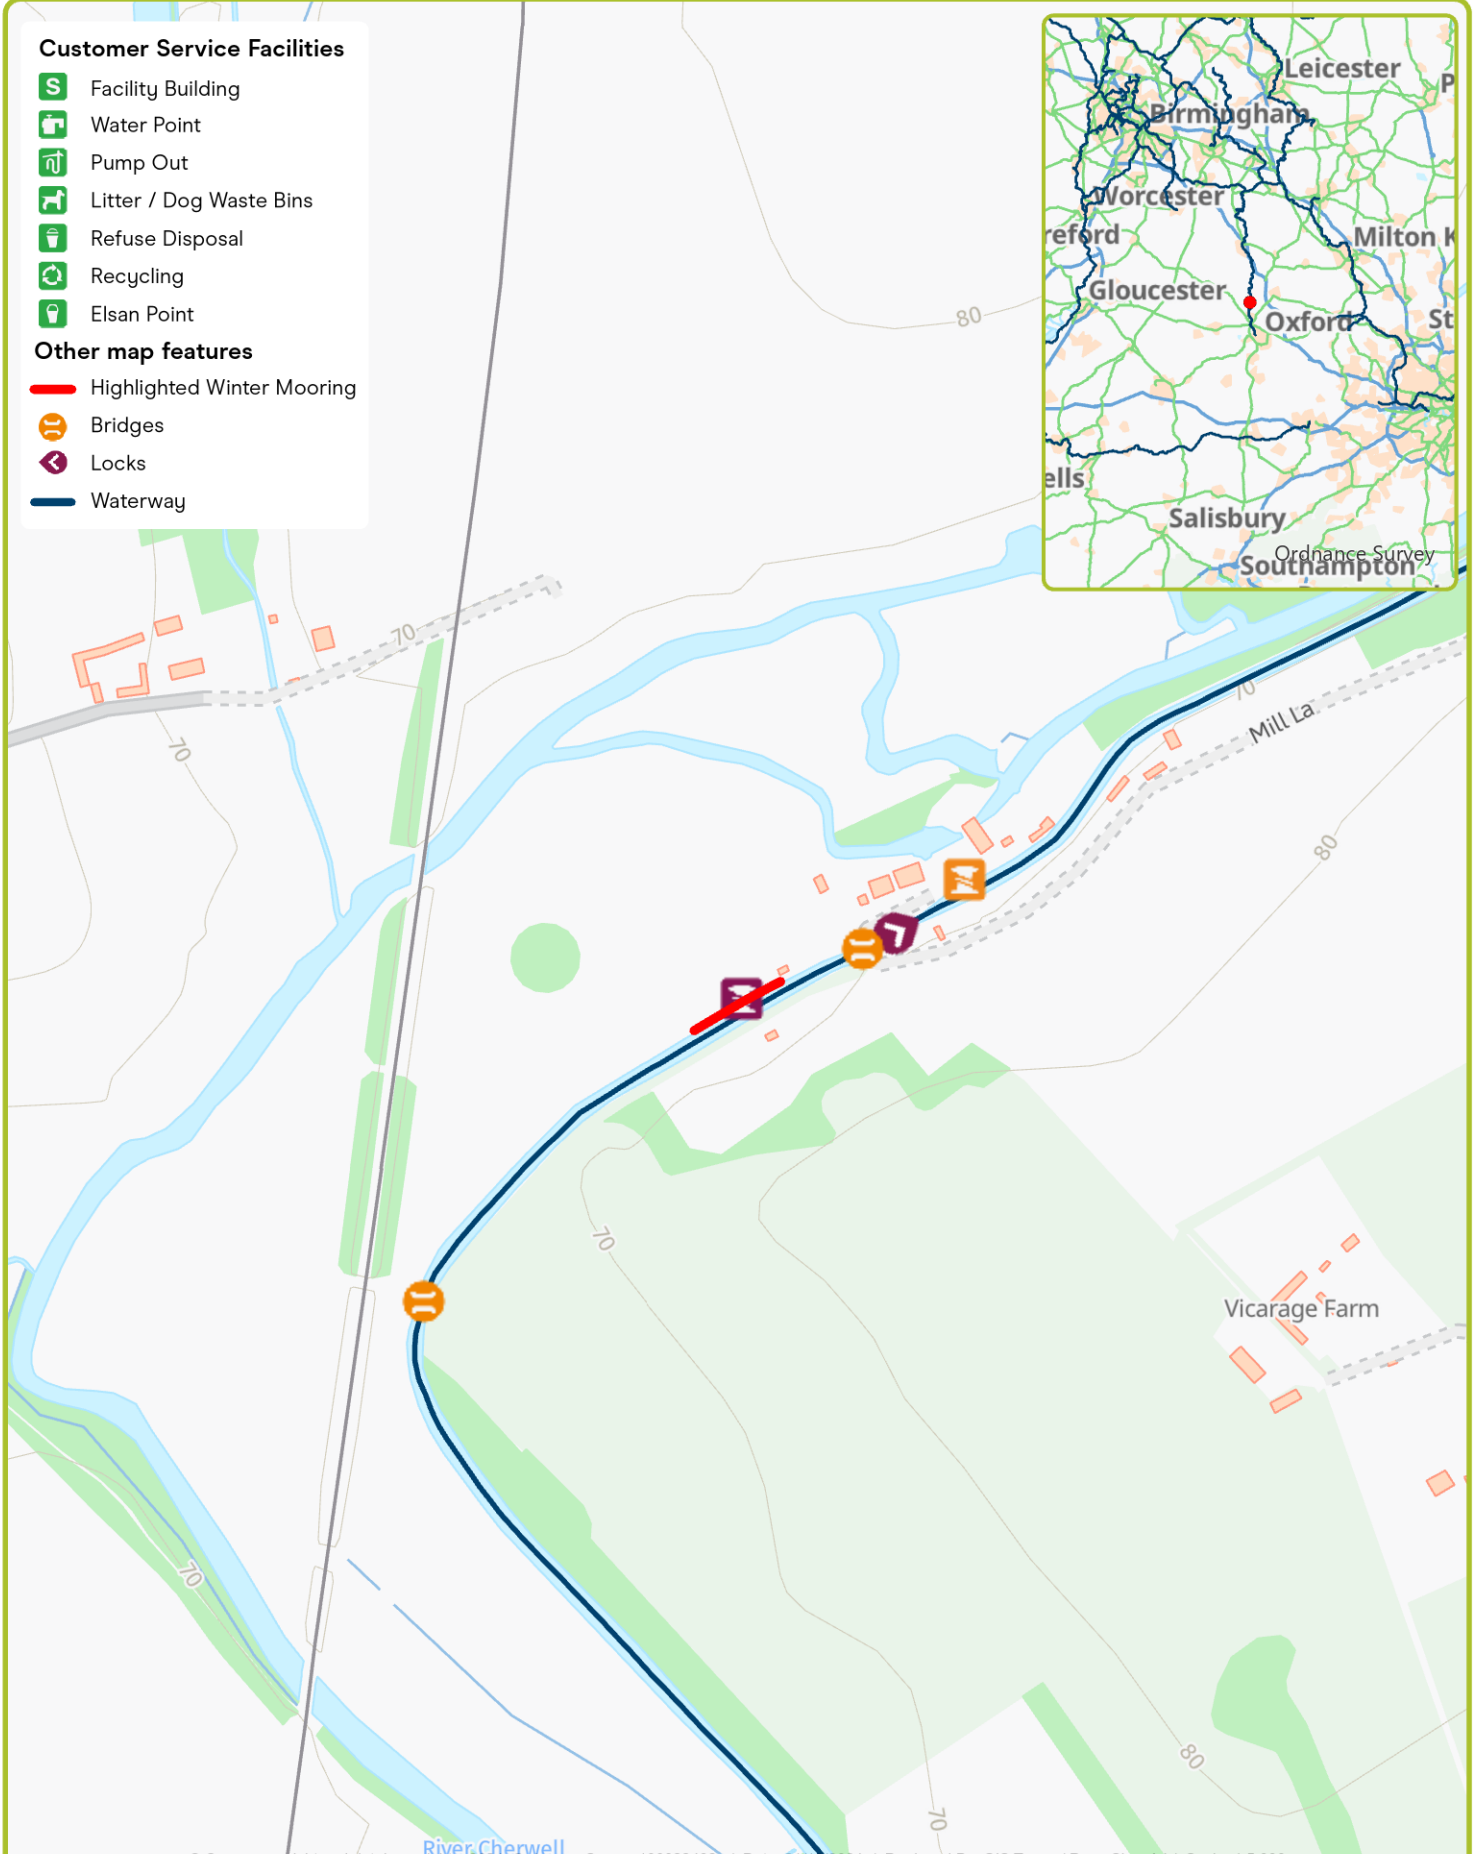 Customer Service Facilities
S
Facility Building
Water Point
Pump Out
Litter / Dog Waste Bins
Refuse Disposal
Recycling
Elsan Point
Other map features
Highlighted Winter Mooring
Bridges
Locks
Waterway
Leicester
P
Birmingham
Worcester
reford
Milton K
Gloucester
Oxford
St
ells
Salisbury
Ordnance Survey
Southampton
80
70
70
70
Mill La
80
70
Vicarage Farm
70
80
70
River Cherwell